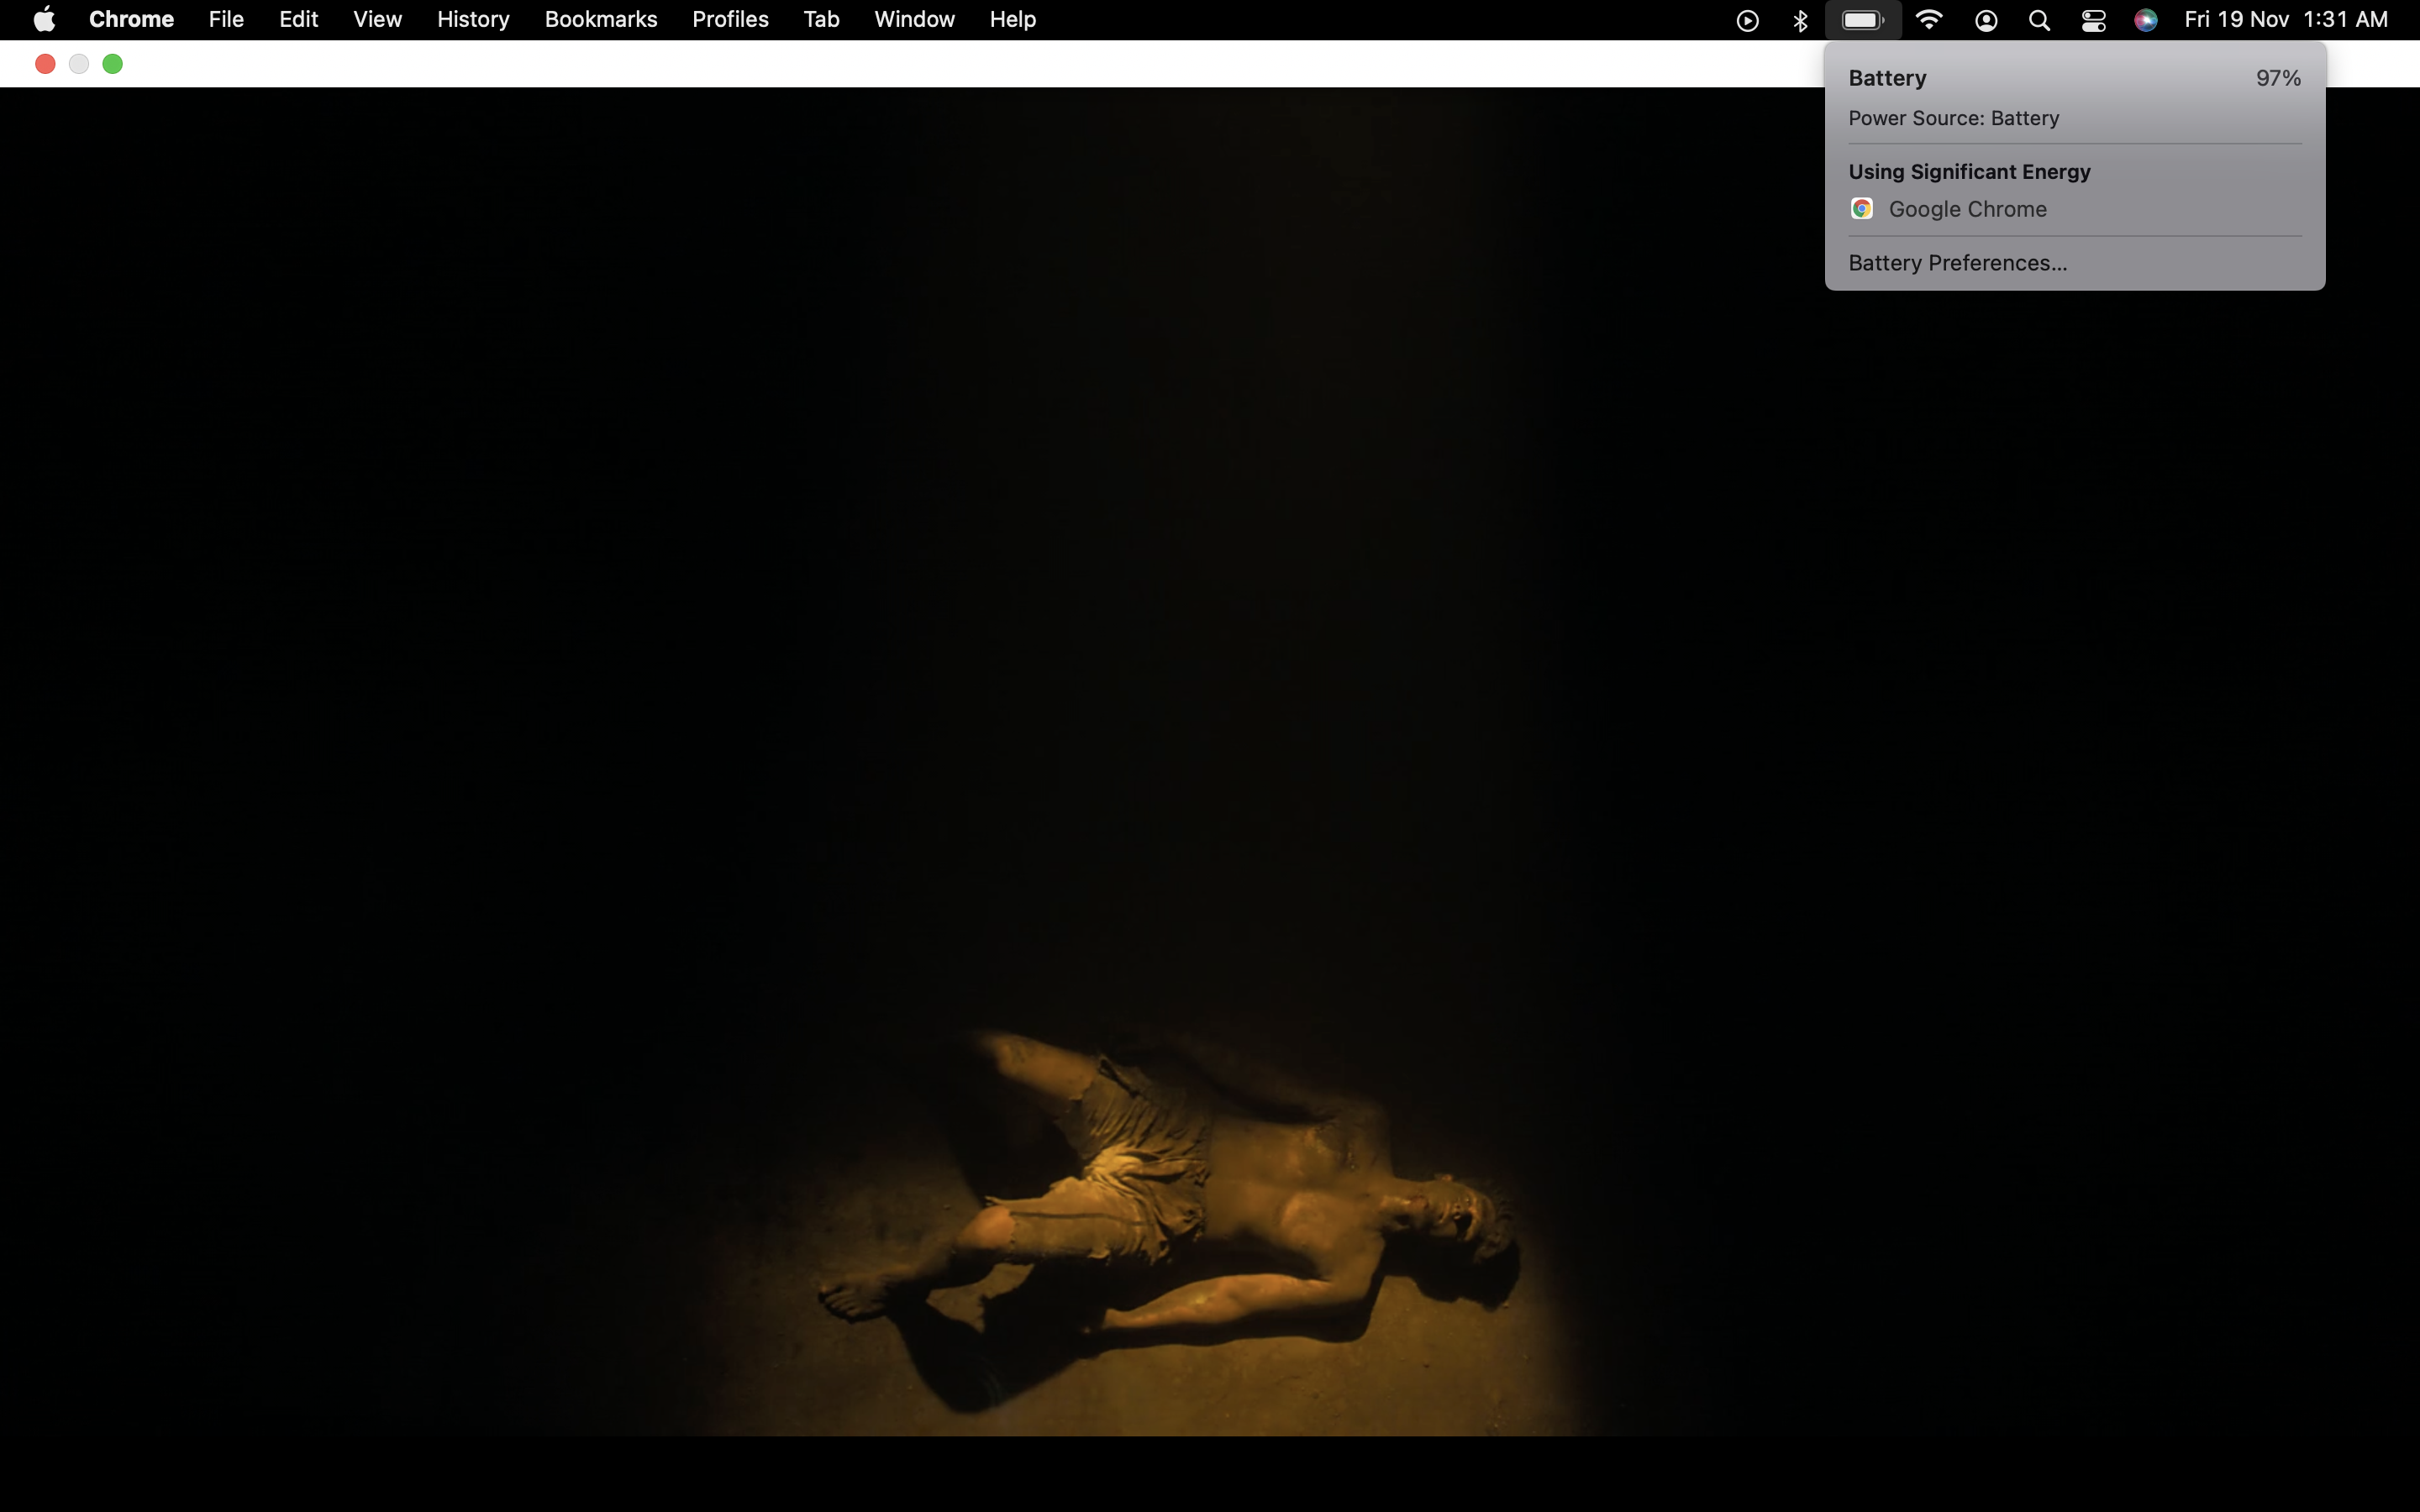 Chrome File Edit View History Bookmarks Profiles Tab Window Help Fri 19 Nov 1:31 AM
Battery 97%
Power Source: Battery
Using Significant Energy
Google Chrome
Battery Preferences...